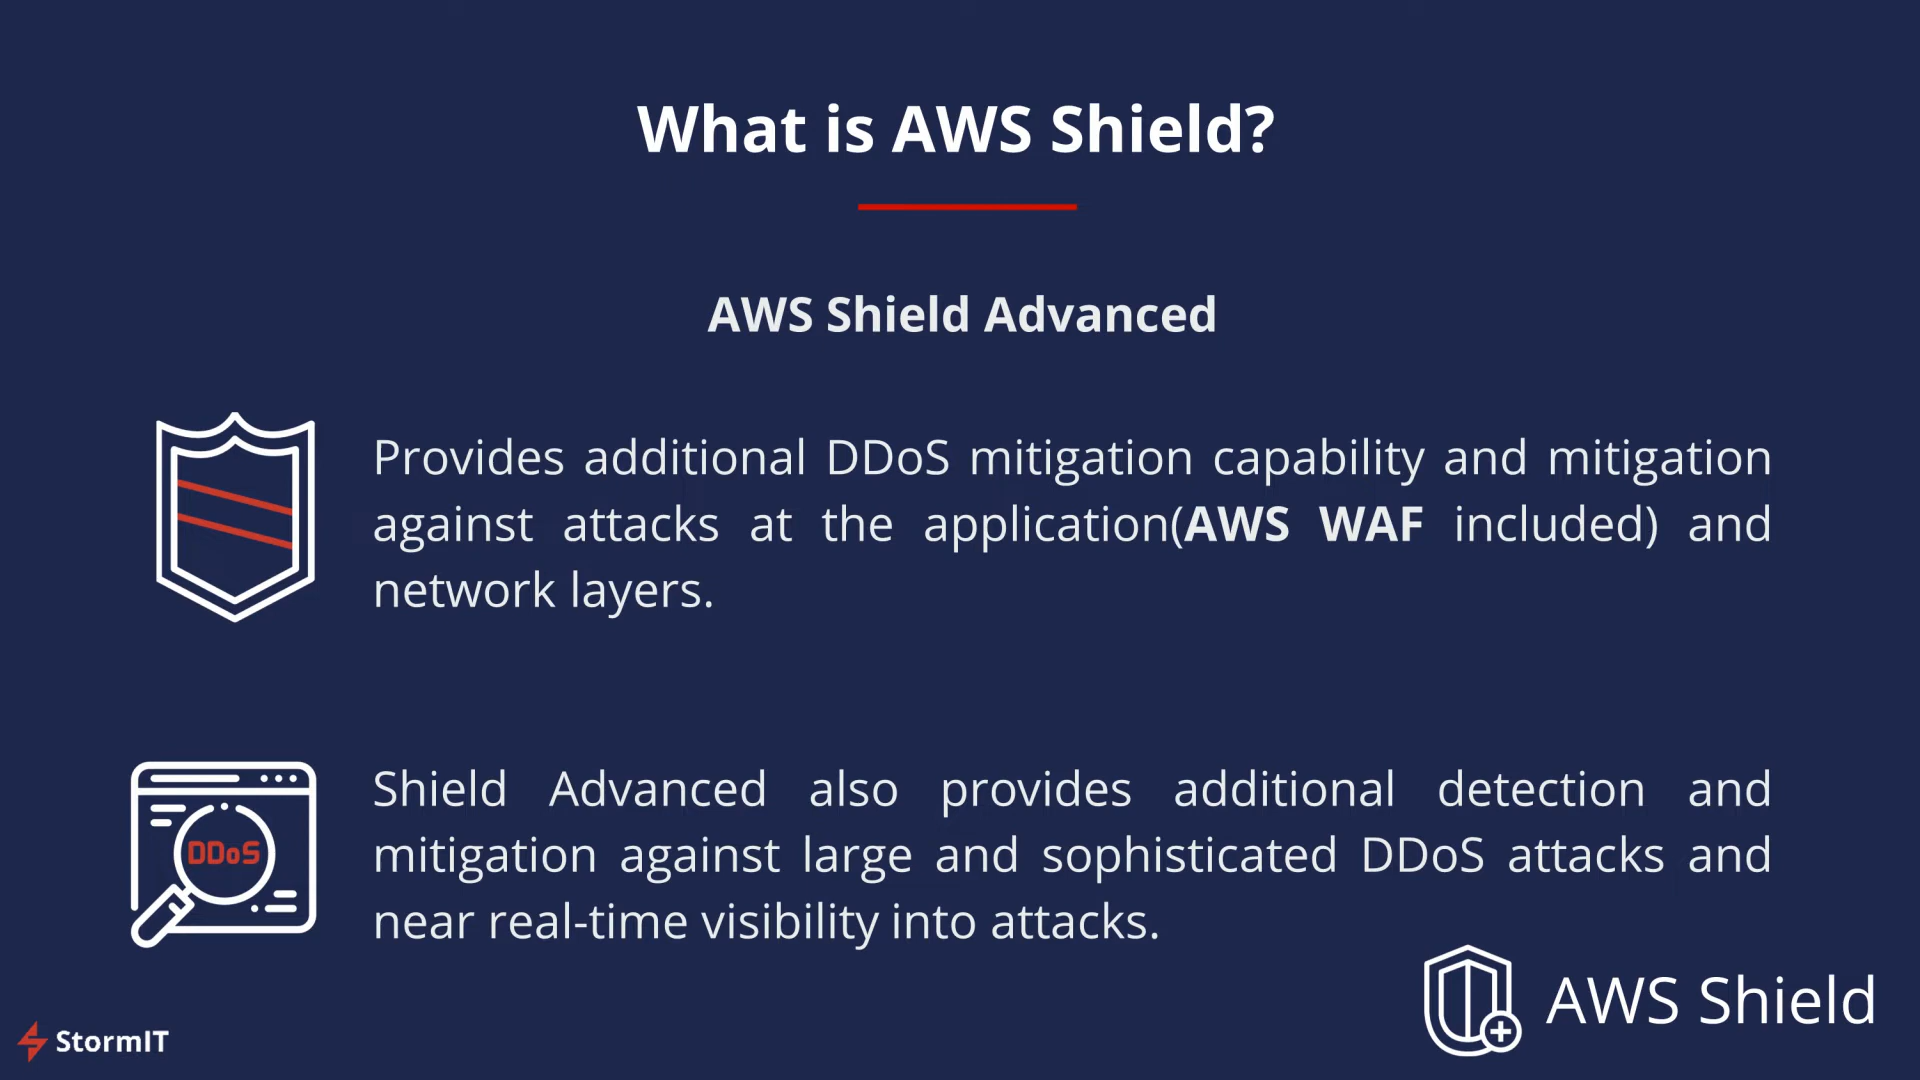 What is AWS Shield?
AWS Shield Advanced
Provides additional DDoS mitigation capability and mitigation
against attacks at the application(AWS WAF included) and
network layers.
DDoS
Shield Advanced also provides additional detection and
mitigation against large and sophisticated DDoS attacks and
near real-time visibility into attacks.
AWS Shield
StormIT